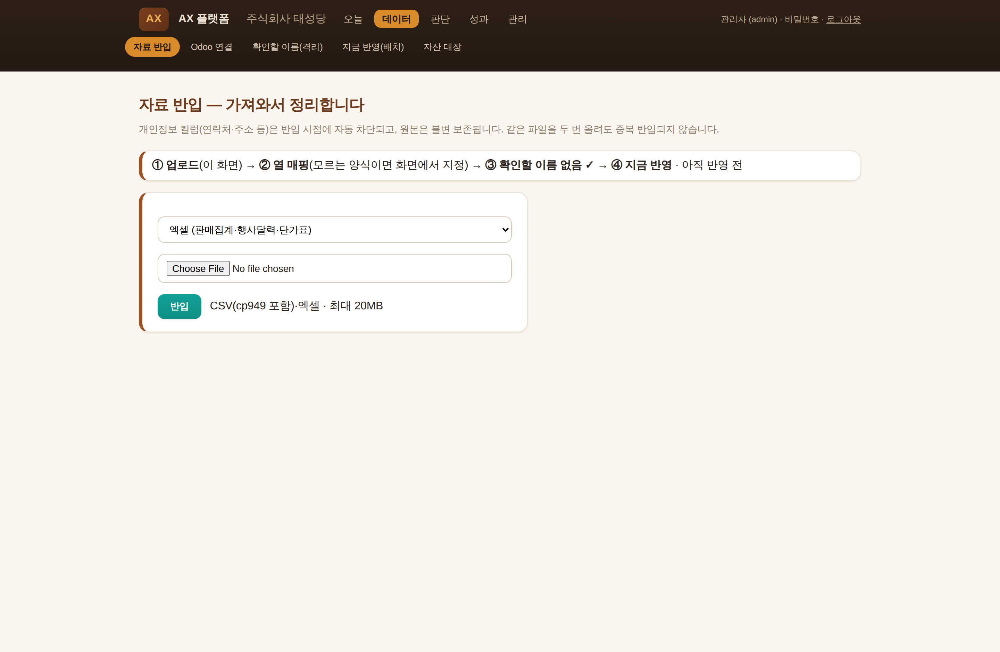 AX AX 플랫폼 주식회사 태성당 오늘 데이터 판단 성과 관리 관리자 (admin) · 비밀번호 · 로그아웃
자료 반입 Odoo 연결 확인할 이름(격리) 지금 반영(배치) 자산 대장
자료 반입 — 가져와서 정리합니다
개인정보 컬럼(연락처·주소 등)은 반입 시점에 자동 차단되고, 원본은 불변 보존됩니다. 같은 파일을 두 번 올려도 중복 반입되지 않습니다.
① 업로드(이 화면) → ② 열 매핑(모르는 양식이면 화면에서 지정) → ③ 확인할 이름 없음 ✓ → ④ 지금 반영 · 아직 반영 전
엑셀 (판매집계·행사달력·단가표)
Choose File No file chosen
반입 CSV(cp949 포함)·엑셀 · 최대 20MB